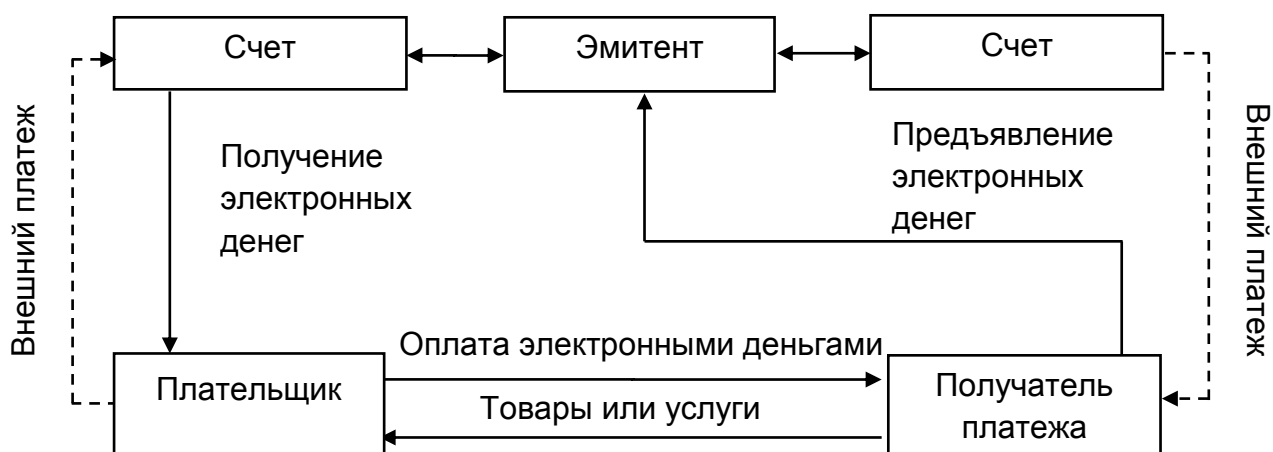 Счет
Эмитент
Счет
Внешний платеж
Получение
электронных
денег
Предъявление
электронных
денег
Внешний платеж
Оплата электронными деньгами
Плательщик
Товары или услуги
Получатель
платежа